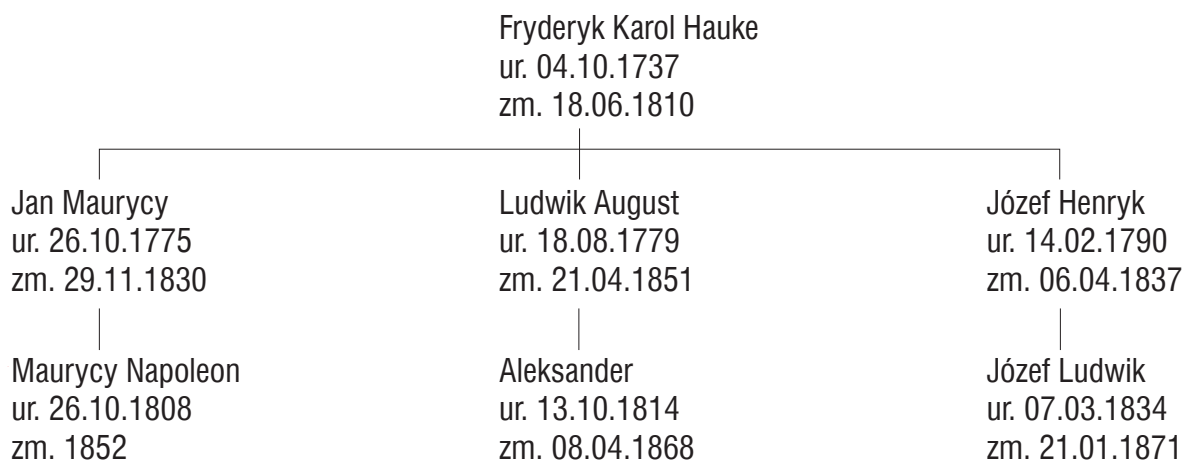 Fryderyk Karol Hauke
ur. 04.10.1737
zm. 18.06.1810
Jan Maurycy
ur. 26.10.1775
zm. 29.11.1830
Ludwik August
ur. 18.08.1779
zm. 21.04.1851
Józef Henryk
ur. 14.02.1790
zm. 06.04.1837
Maurycy Napoleon
ur. 26.10.1808
zm. 1852
Aleksander
ur. 13.10.1814
zm. 08.04.1868
Józef Ludwik
ur. 07.03.1834
zm. 21.01.1871